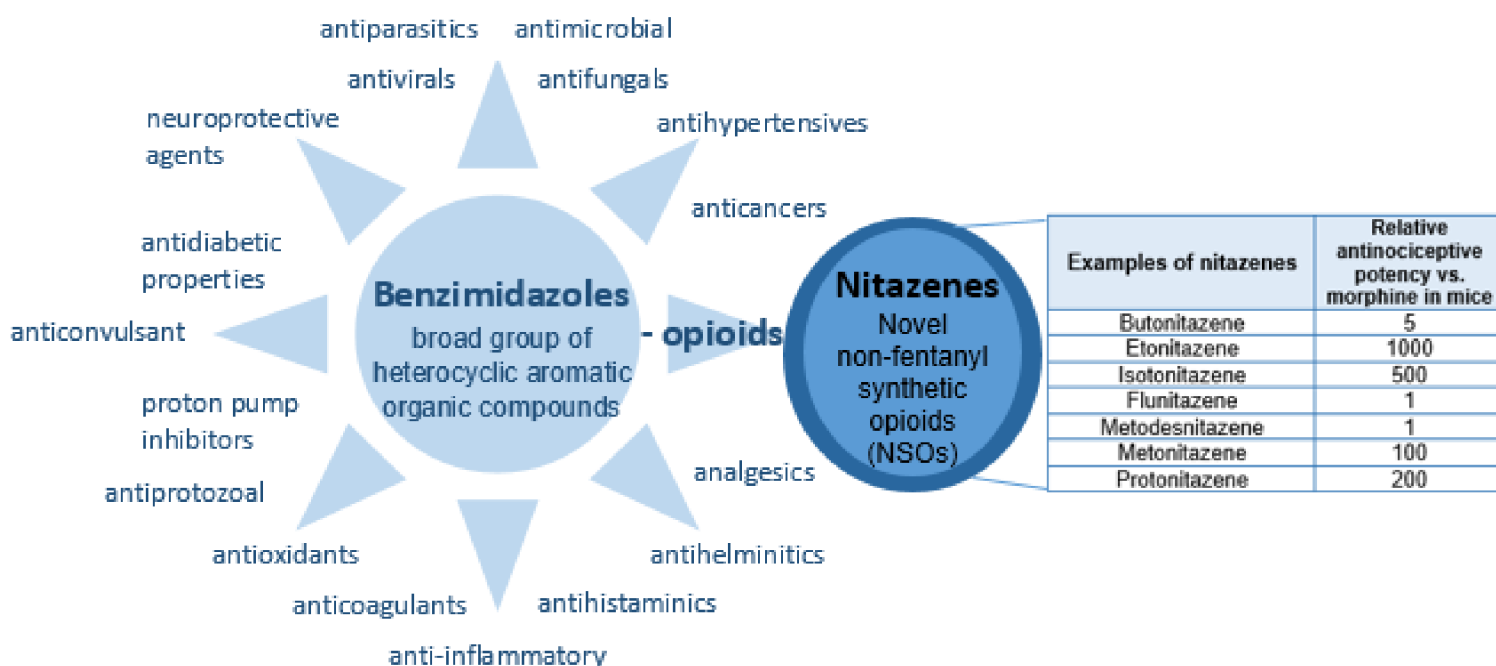 antiparasitics
antimicrobial
antivirals
antifungals
neuroprotective
agents
antihypertensives
anticancers
antidiabetic
properties
anticonvulsant
proton pump
inhibitors
antiprotozoal
antioxidants
anticoagulants
anti-inflammatory
antihistaminics
antihelminitics
analgesics
Benzimidazoles
broad group of
heterocyclic aromatic
organic compounds
- opioids
Nitazenes
Novel
non-fentanyl
synthetic
opioids
(NSOs)
Examples of nitazenes
Relative
antinociceptive
potency vs.
morphine in mice
Butonitazene 5
Etonitazene 1000
Isotonitazene 500
Flunitazene 1
Metodesnitazene 1
Metonitazene 100
Protonitazene 200